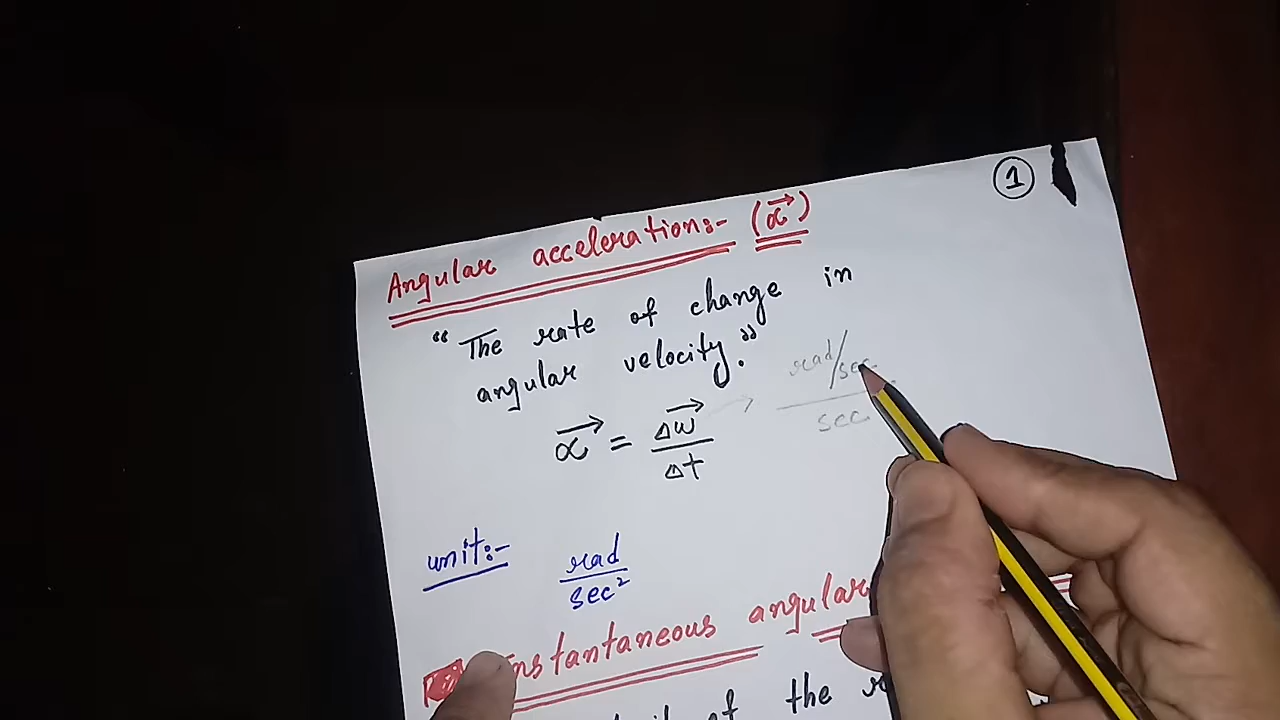 1
Angular accelerations:- (α⃗)
“The rate of change in
angular velocity.”
rad/sec
sec
α⃗ = Δω⃗ / Δt
unit:- rad / sec²
Instantaneous angular
of the